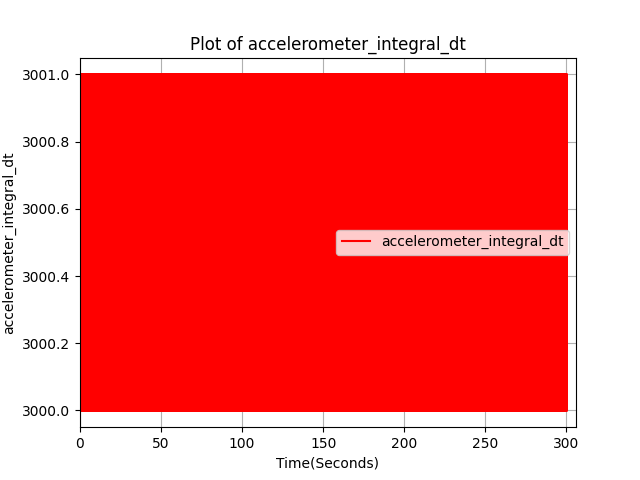 Plot of accelerometer_integral_dt
accelerometer_integral_dt
3001.0
3000.8
3000.6
3000.4
3000.2
3000.0
accelerometer_integral_dt
0 50 100 150 200 250 300
Time(Seconds)